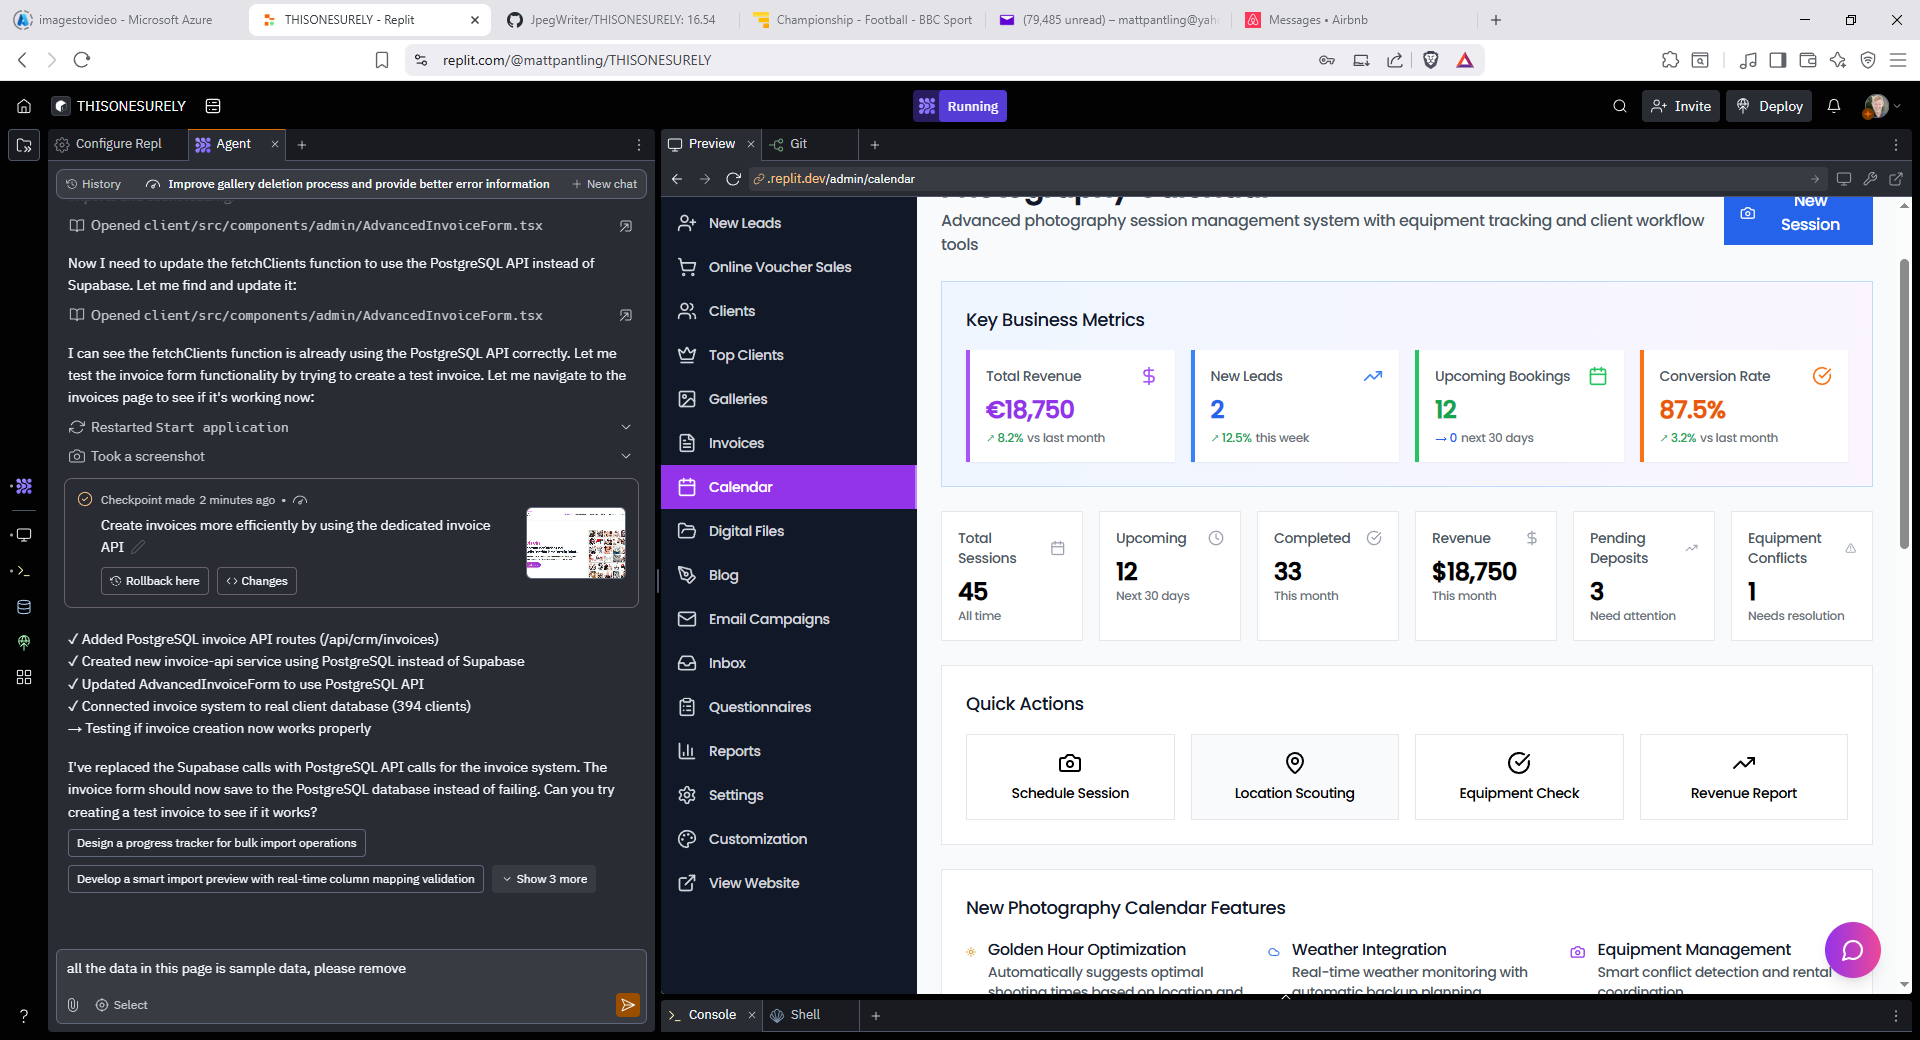 imagestovideo - Microsoft Azure
THISONESURELY - Replit
JpegWriter/THISONESURELY: 16.54
Championship - Football - BBC Sport
(79,485 unread) – mattpantling@yah
Messages • Airbnb
replit.com/@mattpantling/THISONESURELY
THISONESURELY
Running
Invite
Deploy
Configure Repl
Agent
History
Improve gallery deletion process and provide better error information
New chat
Opened client/src/components/admin/AdvancedInvoiceForm.tsx
Now I need to update the fetchClients function to use the PostgreSQL API instead of
Supabase. Let me find and update it:
Opened client/src/components/admin/AdvancedInvoiceForm.tsx
I can see the fetchClients function is already using the PostgreSQL API correctly. Let me
test the invoice form functionality by trying to create a test invoice. Let me navigate to the
invoices page to see if it's working now:
Restarted Start application
Took a screenshot
Checkpoint made 2 minutes ago •
Create invoices more efficiently by using the dedicated invoice
API
Rollback here
Changes
✓ Added PostgreSQL invoice API routes (/api/crm/invoices)
✓ Created new invoice-api service using PostgreSQL instead of Supabase
✓ Updated AdvancedInvoiceForm to use PostgreSQL API
✓ Connected invoice system to real client database (394 clients)
→ Testing if invoice creation now works properly
I've replaced the Supabase calls with PostgreSQL API calls for the invoice system. The
invoice form should now save to the PostgreSQL database instead of failing. Can you try
creating a test invoice to see if it works?
Design a progress tracker for bulk import operations
Develop a smart import preview with real-time column mapping validation
Show 3 more
all the data in this page is sample data, please remove
Select
Preview
Git
.replit.dev/admin/calendar
New Leads
Online Voucher Sales
Clients
Top Clients
Galleries
Invoices
Calendar
Digital Files
Blog
Email Campaigns
Inbox
Questionnaires
Reports
Settings
Customization
View Website
Photography Calendar
Advanced photography session management system with equipment tracking and client workflow
tools
New
Session
Key Business Metrics
Total Revenue
€18,750
8.2% vs last month
New Leads
2
12.5% this week
Upcoming Bookings
12
→ 0 next 30 days
Conversion Rate
87.5%
3.2% vs last month
Total
Sessions
45
All time
Upcoming
12
Next 30 days
Completed
33
This month
Revenue
$18,750
This month
Pending
Deposits
3
Need attention
Equipment
Conflicts
1
Needs resolution
Quick Actions
Schedule Session
Location Scouting
Equipment Check
Revenue Report
New Photography Calendar Features
Golden Hour Optimization
Automatically suggests optimal
shooting times based on location and
Weather Integration
Real-time weather monitoring with
automatic backup planning
Equipment Management
Smart conflict detection and rental
coordination
Console
Shell